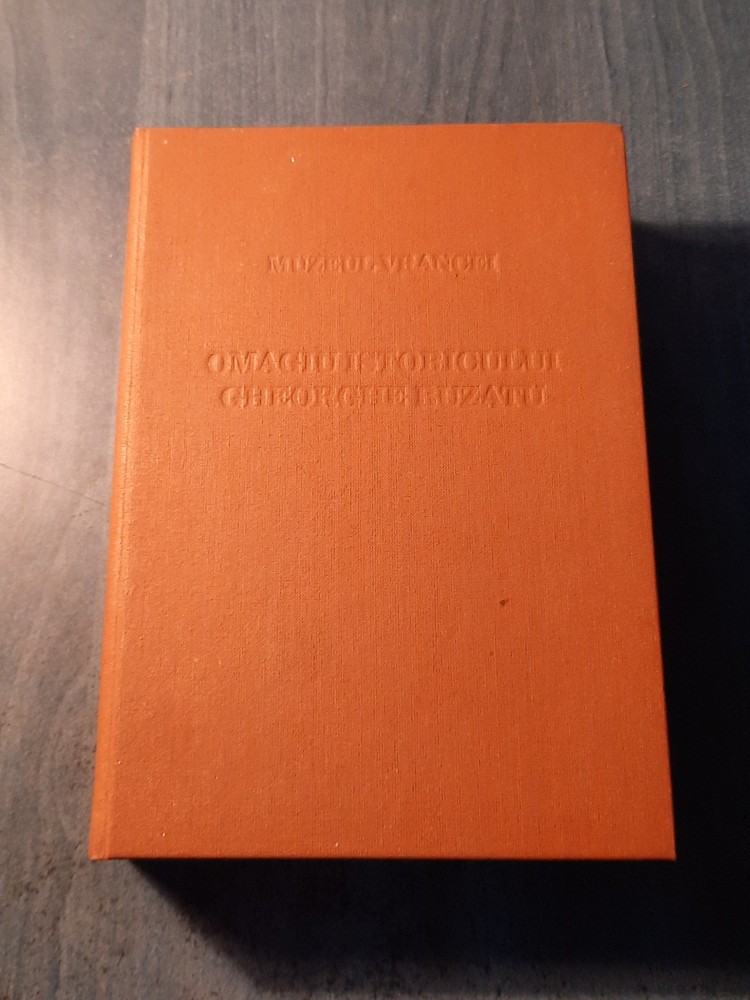 MUZEUL VRANCEI
OMAGIU ISTORICULUI
GHEORGHE BUZATU